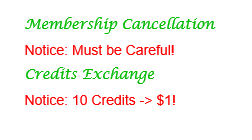 Membership Cancellation
Notice: Must be Careful!
Credits Exchange
Notice: 10 Credits -> $1!